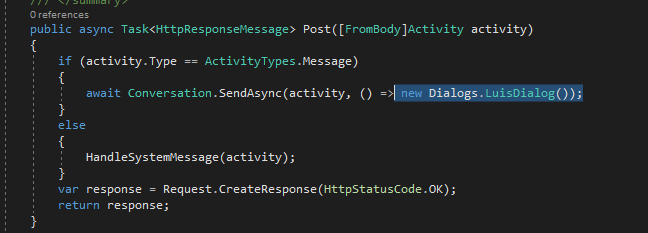 /// </summary>
0 references
public async Task<HttpResponseMessage> Post([FromBody]Activity activity)
{
if (activity.Type == ActivityTypes.Message)
{
await Conversation.SendAsync(activity, () => new Dialogs.LuisDialog());
}
else
{
HandleSystemMessage(activity);
}
var response = Request.CreateResponse(HttpStatusCode.OK);
return response;
}